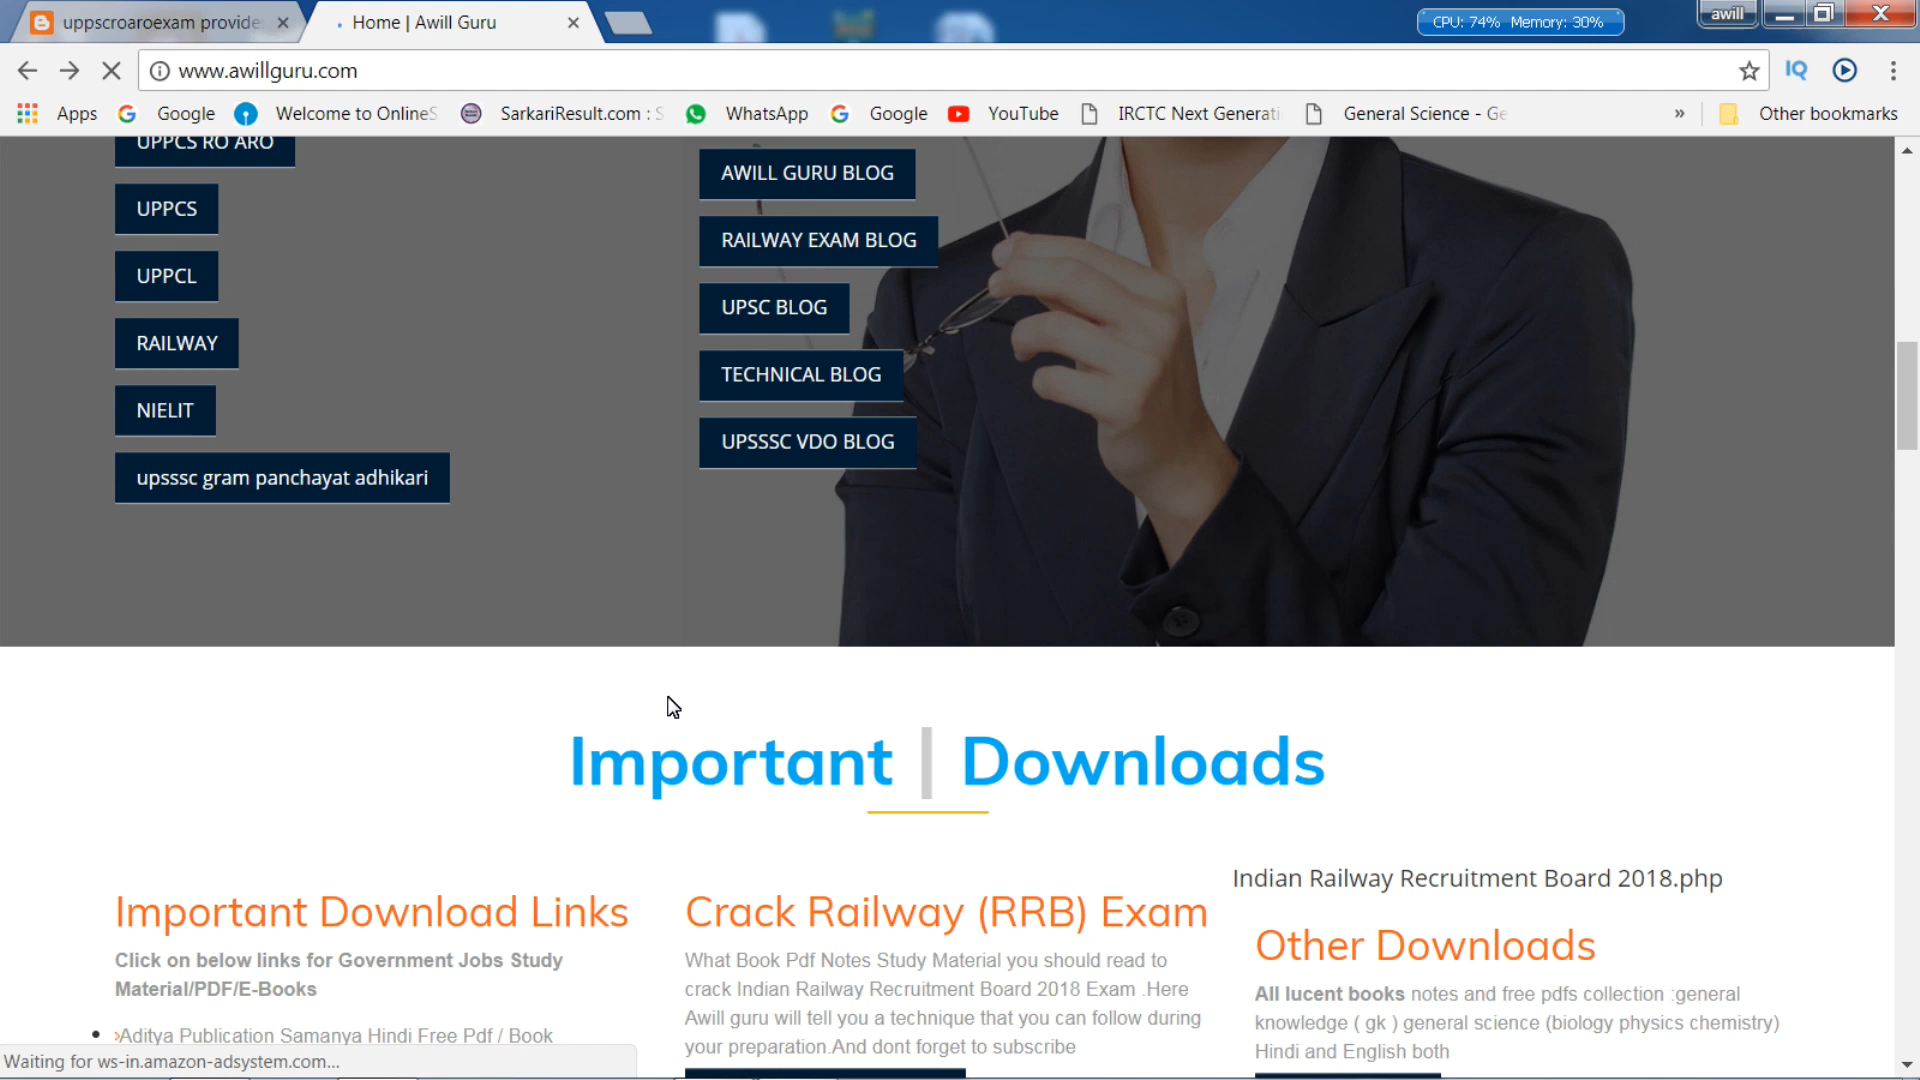 uppscroaroexam provide
Home | Awill Guru
CPU: 74% Memory: 30%
awill
www.awillguru.com
IQ
Apps
Google
Welcome to OnlineS
SarkariResult.com : S
WhatsApp
Google
YouTube
IRCTC Next Generati
General Science - Ge
»
Other bookmarks
UPPCS RO ARO
UPPCS
UPPCL
RAILWAY
NIELIT
upsssc gram panchayat adhikari
AWILL GURU BLOG
RAILWAY EXAM BLOG
UPSC BLOG
TECHNICAL BLOG
UPSSSC VDO BLOG
Important | Downloads
Important Download Links
Click on below links for Government Jobs Study
Material/PDF/E-Books
Aditya Publication Samanya Hindi Free Pdf / Book
Crack Railway (RRB) Exam
What Book Pdf Notes Study Material you should read to
crack Indian Railway Recruitment Board 2018 Exam .Here
Awill guru will tell you a technique that you can follow during
your preparation.And dont forget to subscribe
Indian Railway Recruitment Board 2018.php
Other Downloads
All lucent books notes and free pdfs collection :general
knowledge ( gk ) general science (biology physics chemistry)
Hindi and English both
Waiting for ws-in.amazon-adsystem.com...